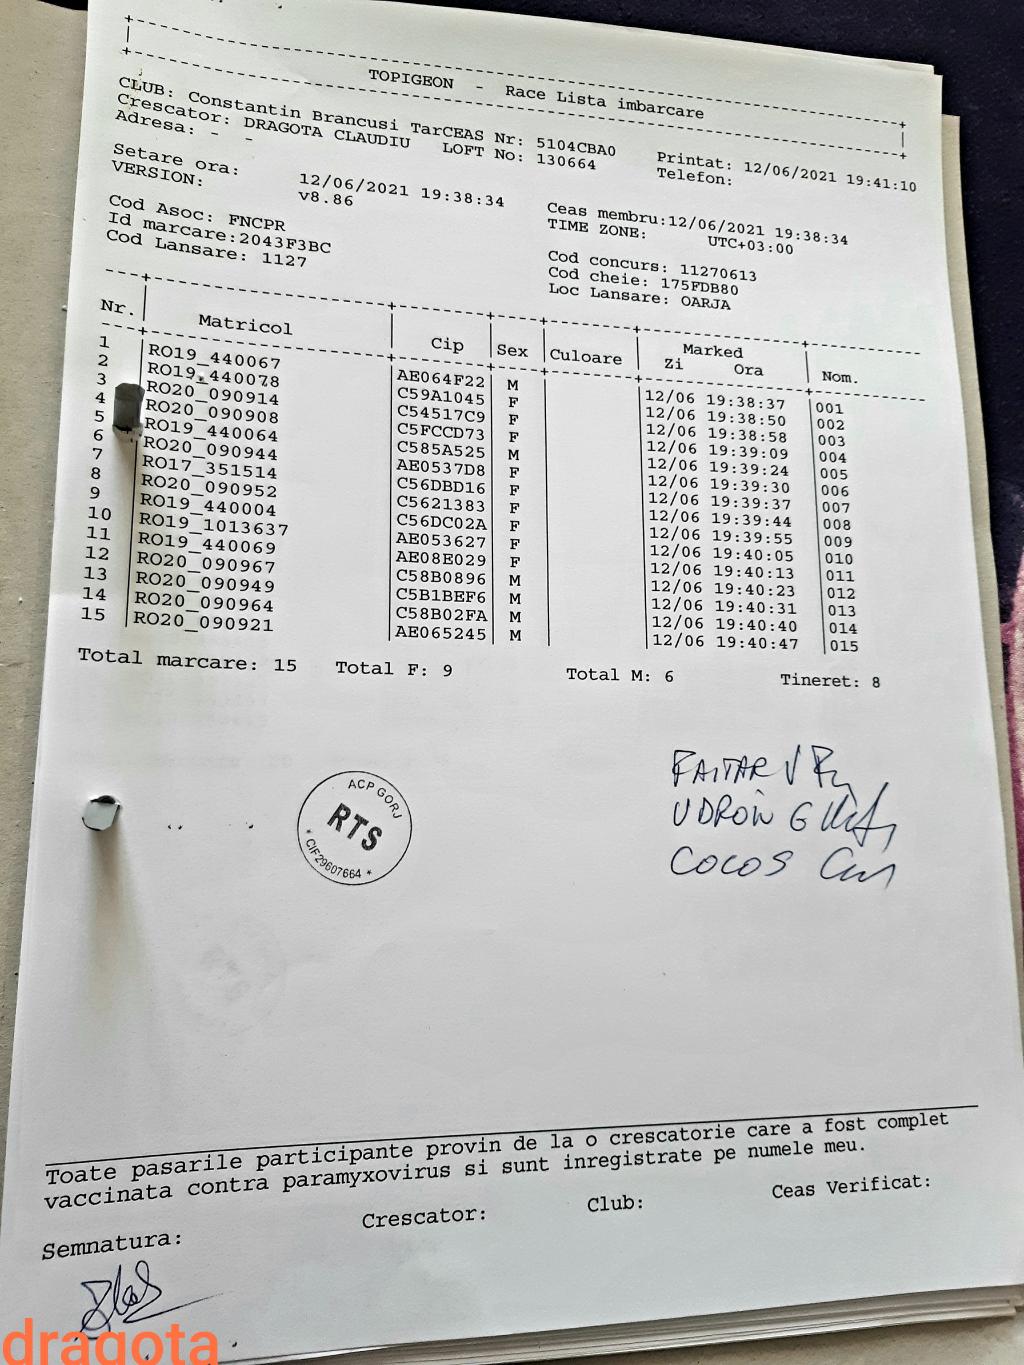 TOPIGEON - Race Lista imbarcare
CLUB: Constantin Brancusi TarCEAS Nr: 5104CBA0 Printat: 12/06/2021 19:41:10
Crescator: DRAGOTA CLAUDIU LOFT No: 130664 Telefon:
Adresa: - -
Setare ora: 12/06/2021 19:38:34 Ceas membru:12/06/2021 19:38:34
VERSION: v8.86 TIME ZONE: UTC+03:00
Cod Asoc: FNCPR Cod concurs: 11270613
Id marcare:2043F3BC Cod cheie: 175FDB80
Cod Lansare: 1127 Loc Lansare: OARJA
Nr. Matricol Cip Sex Culoare Marked Zi Ora Nom.
1 RO19_440067 AE064F22 M 12/06 19:38:37 001
2 RO19_440078 C59A1045 F 12/06 19:38:50 002
3 RO20_090914 C54517C9 F 12/06 19:38:58 003
4 RO20_090908 C5FCCD73 F 12/06 19:39:09 004
5 RO19_440064 C585A525 M 12/06 19:39:24 005
6 RO20_090944 AE0537D8 F 12/06 19:39:30 006
7 RO17_351514 C56DBD16 F 12/06 19:39:37 007
8 RO20_090952 C5621383 F 12/06 19:39:44 008
9 RO19_440004 C56DC02A F 12/06 19:39:55 009
10 RO19_1013637 AE053627 F 12/06 19:40:05 010
11 RO19_440069 AE08E029 F 12/06 19:40:13 011
12 RO20_090967 C58B0896 M 12/06 19:40:23 012
13 RO20_090949 C5B1BEF6 M 12/06 19:40:31 013
14 RO20_090964 C58B02FA M 12/06 19:40:40 014
15 RO20_090921 AE065245 M 12/06 19:40:47 015
Total marcare: 15 Total F: 9 Total M: 6 Tineret: 8
ACP GORJ
RTS
* CIF29607664 *
UDROIU G
COCOS
Toate pasarile participante provin de la o crescatorie care a fost complet
vaccinata contra paramyxovirus si sunt inregistrate pe numele meu.
Semnatura: Crescator: Club: Ceas Verificat:
dragota